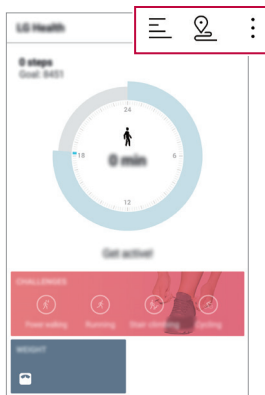 LG Health
0 steps
Goal: 8451
24
18
6
0 min
12
Get active!
CHALLENGES
Power walking Running Stair climbing Cycling
WEIGHT